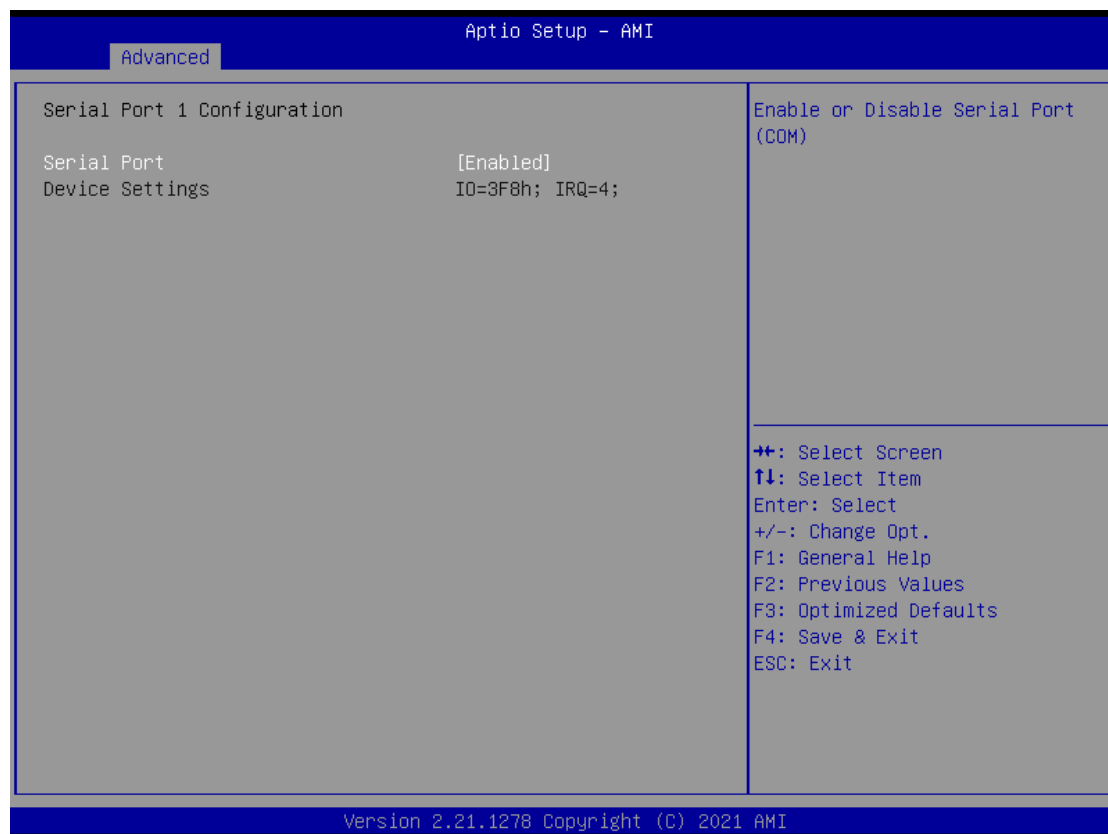 Aptio Setup – AMI
Advanced
Serial Port 1 Configuration
Serial Port [Enabled]
Device Settings IO=3F8h; IRQ=4;
Enable or Disable Serial Port
(COM)
→←: Select Screen
↑↓: Select Item
Enter: Select
+/-: Change Opt.
F1: General Help
F2: Previous Values
F3: Optimized Defaults
F4: Save & Exit
ESC: Exit
Version 2.21.1278 Copyright (C) 2021 AMI